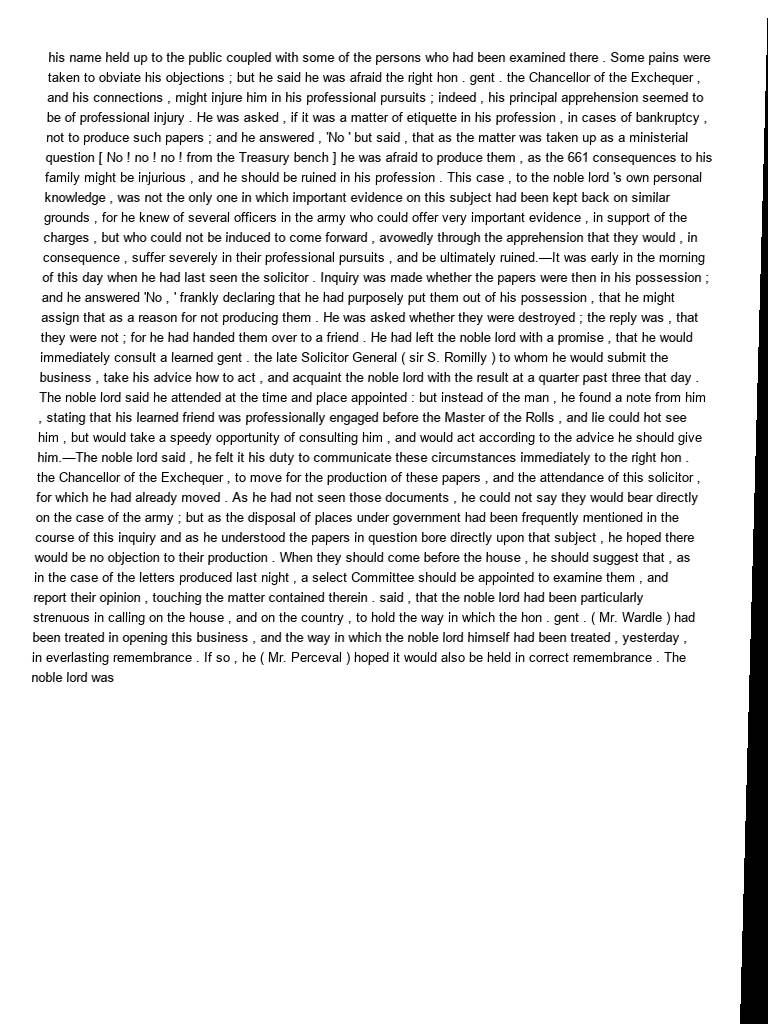 his name held up to the public coupled with some of the persons who had been examined there . Some pains were
taken to obviate his objections ; but he said he was afraid the right hon . gent . the Chancellor of the Exchequer ,
and his connections , might injure him in his professional pursuits ; indeed , his principal apprehension seemed to
be of professional injury . He was asked , if it was a matter of etiquette in his profession , in cases of bankruptcy ,
not to produce such papers ; and he answered , 'No ' but said , that as the matter was taken up as a ministerial
question [ No ! no ! no ! from the Treasury bench ] he was afraid to produce them , as the 661 consequences to his
family might be injurious , and he should be ruined in his profession . This case , to the noble lord 's own personal
knowledge , was not the only one in which important evidence on this subject had been kept back on similar
grounds , for he knew of several officers in the army who could offer very important evidence , in support of the
charges , but who could not be induced to come forward , avowedly through the apprehension that they would , in
consequence , suffer severely in their professional pursuits , and be ultimately ruined.—It was early in the morning
of this day when he had last seen the solicitor . Inquiry was made whether the papers were then in his possession ;
and he answered 'No , ' frankly declaring that he had purposely put them out of his possession , that he might
assign that as a reason for not producing them . He was asked whether they were destroyed ; the reply was , that
they were not ; for he had handed them over to a friend . He had left the noble lord with a promise , that he would
immediately consult a learned gent . the late Solicitor General ( sir S. Romilly ) to whom he would submit the
business , take his advice how to act , and acquaint the noble lord with the result at a quarter past three that day .
The noble lord said he attended at the time and place appointed : but instead of the man , he found a note from him
, stating that his learned friend was professionally engaged before the Master of the Rolls , and lie could hot see
him , but would take a speedy opportunity of consulting him , and would act according to the advice he should give
him.—The noble lord said , he felt it his duty to communicate these circumstances immediately to the right hon .
the Chancellor of the Exchequer , to move for the production of these papers , and the attendance of this solicitor ,
for which he had already moved . As he had not seen those documents , he could not say they would bear directly
on the case of the army ; but as the disposal of places under government had been frequently mentioned in the
course of this inquiry and as he understood the papers in question bore directly upon that subject , he hoped there
would be no objection to their production . When they should come before the house , he should suggest that , as
in the case of the letters produced last night , a select Committee should be appointed to examine them , and
report their opinion , touching the matter contained therein . said , that the noble lord had been particularly
strenuous in calling on the house , and on the country , to hold the way in which the hon . gent . ( Mr. Wardle ) had
been treated in opening this business , and the way in which the noble lord himself had been treated , yesterday ,
in everlasting remembrance . If so , he ( Mr. Perceval ) hoped it would also be held in correct remembrance . The
noble lord was